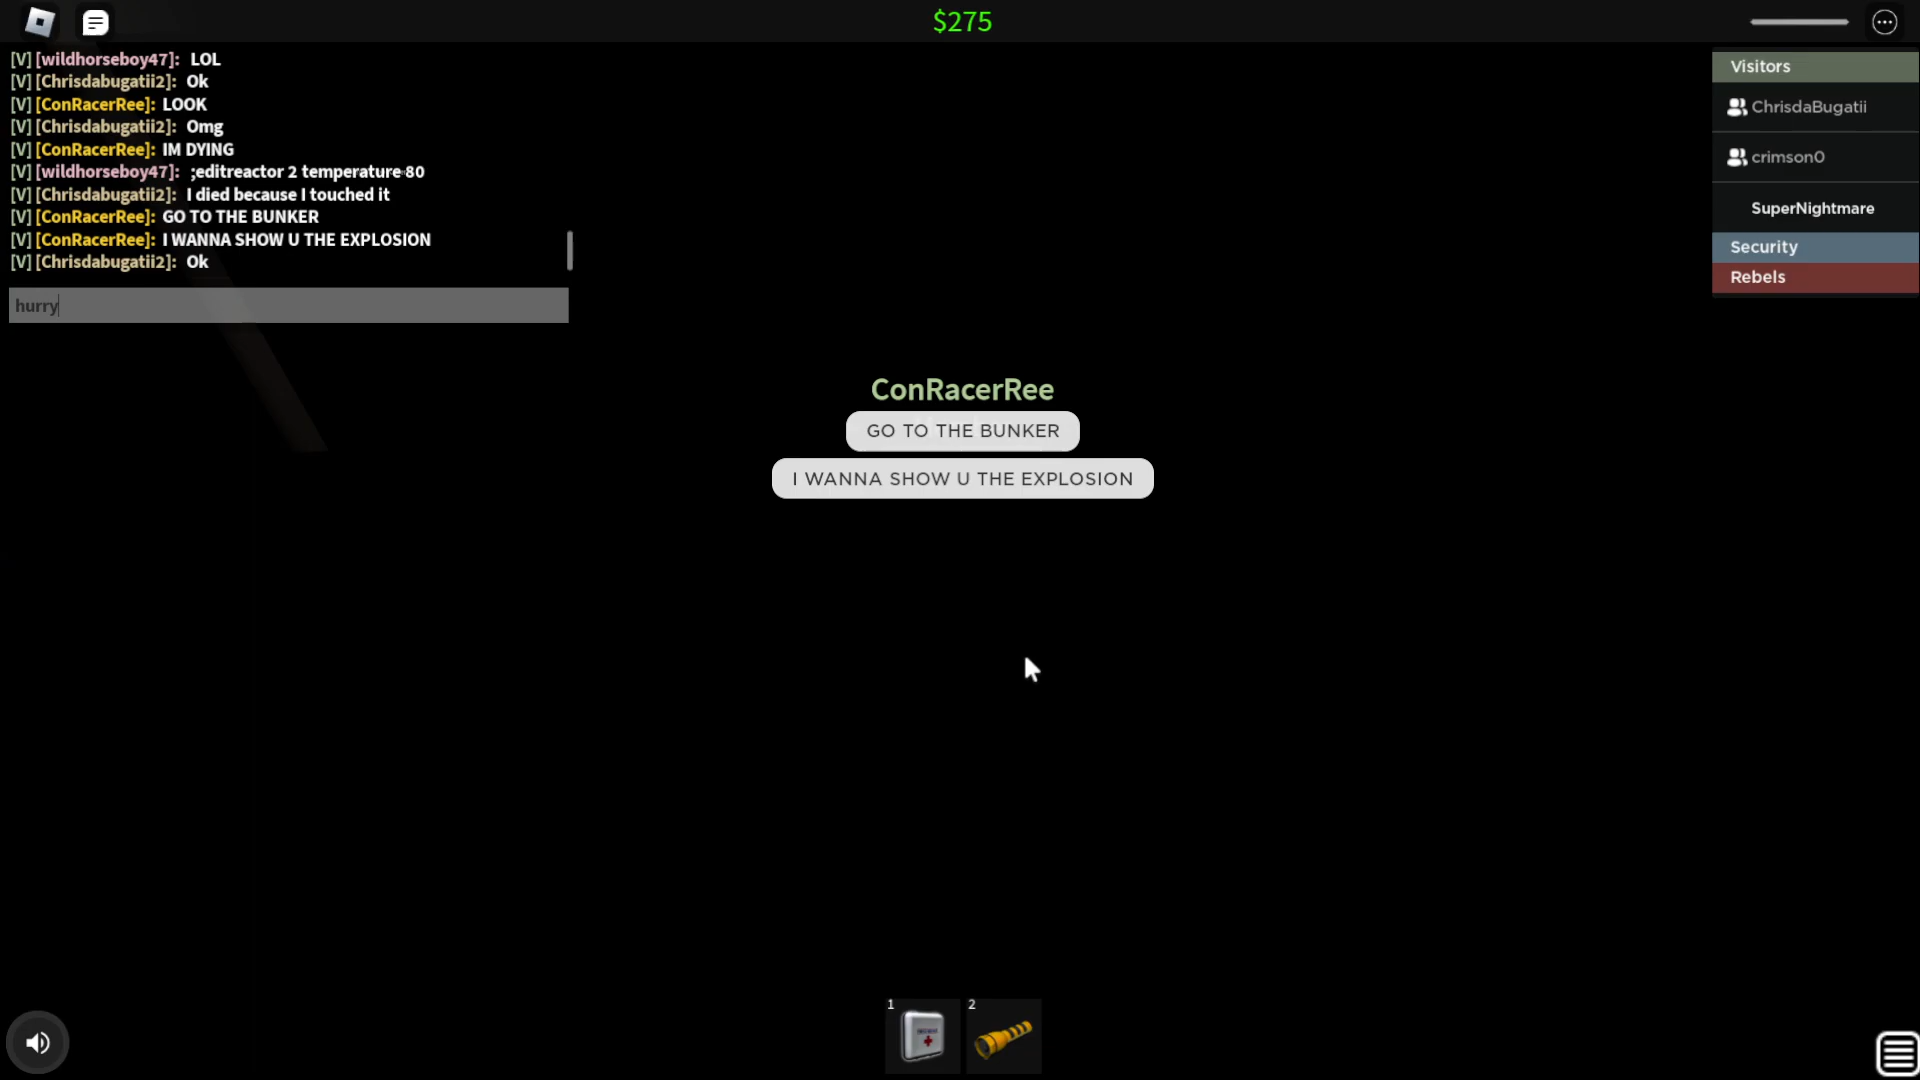 $275
[V] [wildhorseboy47]: LOL
[V] [Chrisdabugatii2]: Ok
[V] [ConRacerRee]: LOOK
[V] [Chrisdabugatii2]: Omg
[V] [ConRacerRee]: IM DYING
[V] [wildhorseboy47]: ;editreactor 2 temperature 80
[V] [Chrisdabugatii2]: I died because I touched it
[V] [ConRacerRee]: GO TO THE BUNKER
[V] [ConRacerRee]: I WANNA SHOW U THE EXPLOSION
[V] [Chrisdabugatii2]: Ok
hurry
Visitors
ChrisdaBugatii
crimson0
SuperNightmare
Security
Rebels
ConRacerRee
GO TO THE BUNKER
I WANNA SHOW U THE EXPLOSION
1
2